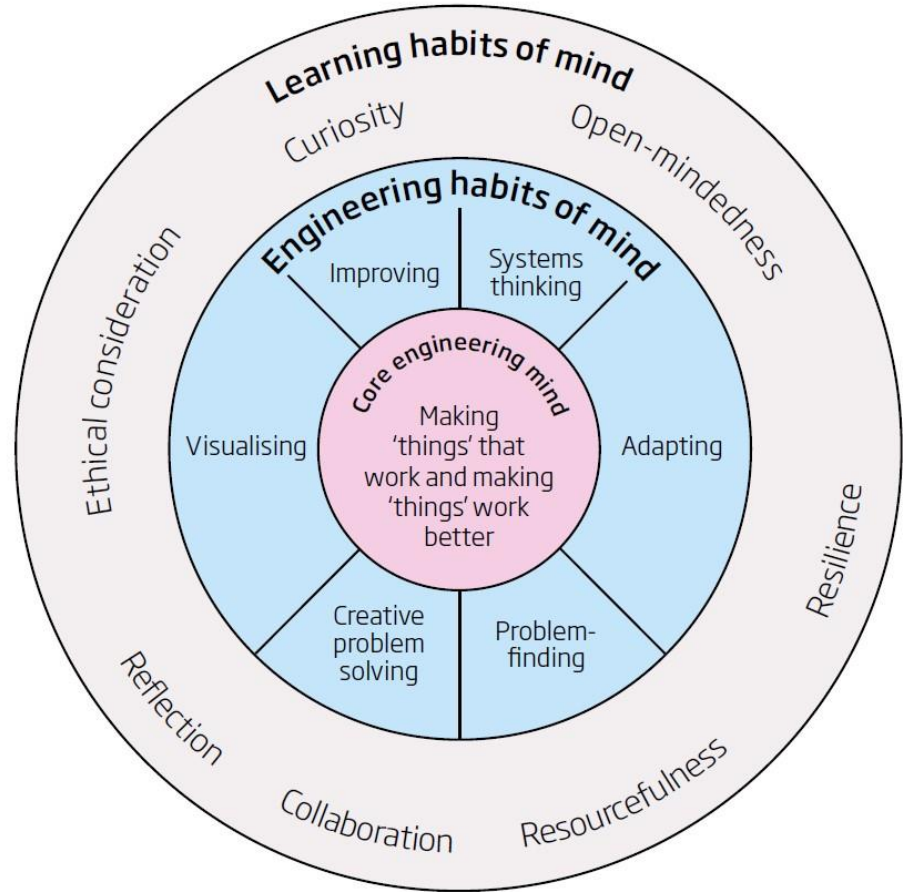 Learning habits of mind
Curiosity
Open-mindedness
Ethical consideration
Resilience
Reflection
Collaboration
Resourcefulness
Engineering habits of mind
Improving
Systems
thinking
Visualising
Adapting
Creative
problem
solving
Problem-
finding
Core engineering mind
Making
‘things’ that
work and making
‘things’ work
better